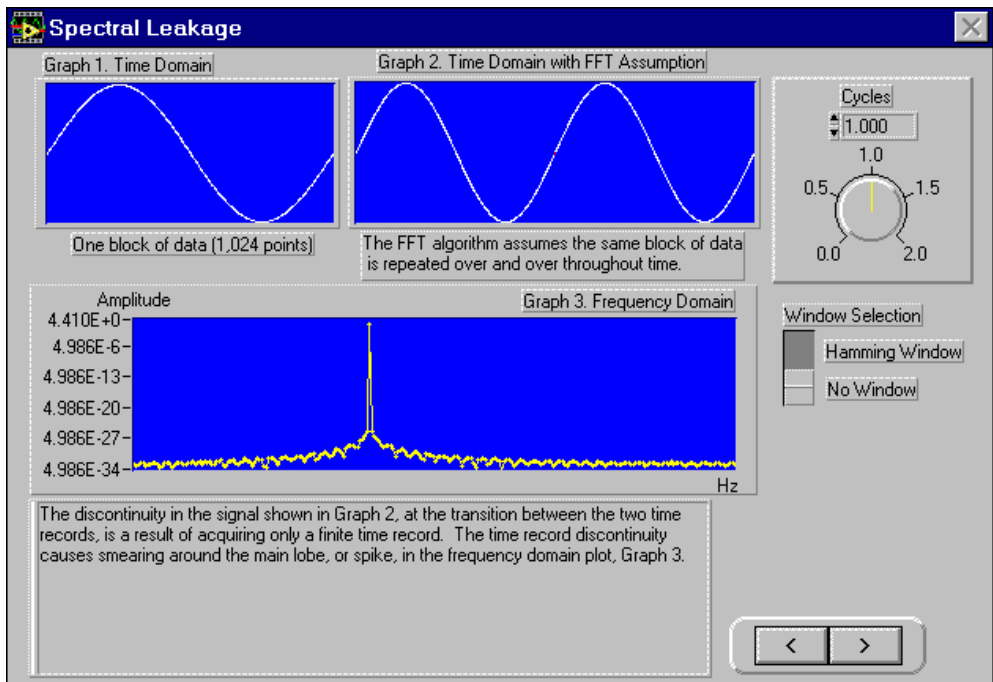 Spectral Leakage
Graph 1. Time Domain
Graph 2. Time Domain with FFT Assumption
One block of data (1,024 points)
The FFT algorithm assumes the same block of data
is repeated over and over throughout time.
Cycles
1.000
1.0
0.5
1.5
0.0
2.0
Amplitude
Graph 3. Frequency Domain
4.410E+0
4.986E-6
4.986E-13
4.986E-20
4.986E-27
4.986E-34
Hz
Window Selection
Hamming Window
No Window
The discontinuity in the signal shown in Graph 2, at the transition between the two time
records, is a result of acquiring only a finite time record.  The time record discontinuity
causes smearing around the main lobe, or spike, in the frequency domain plot, Graph 3.
< >